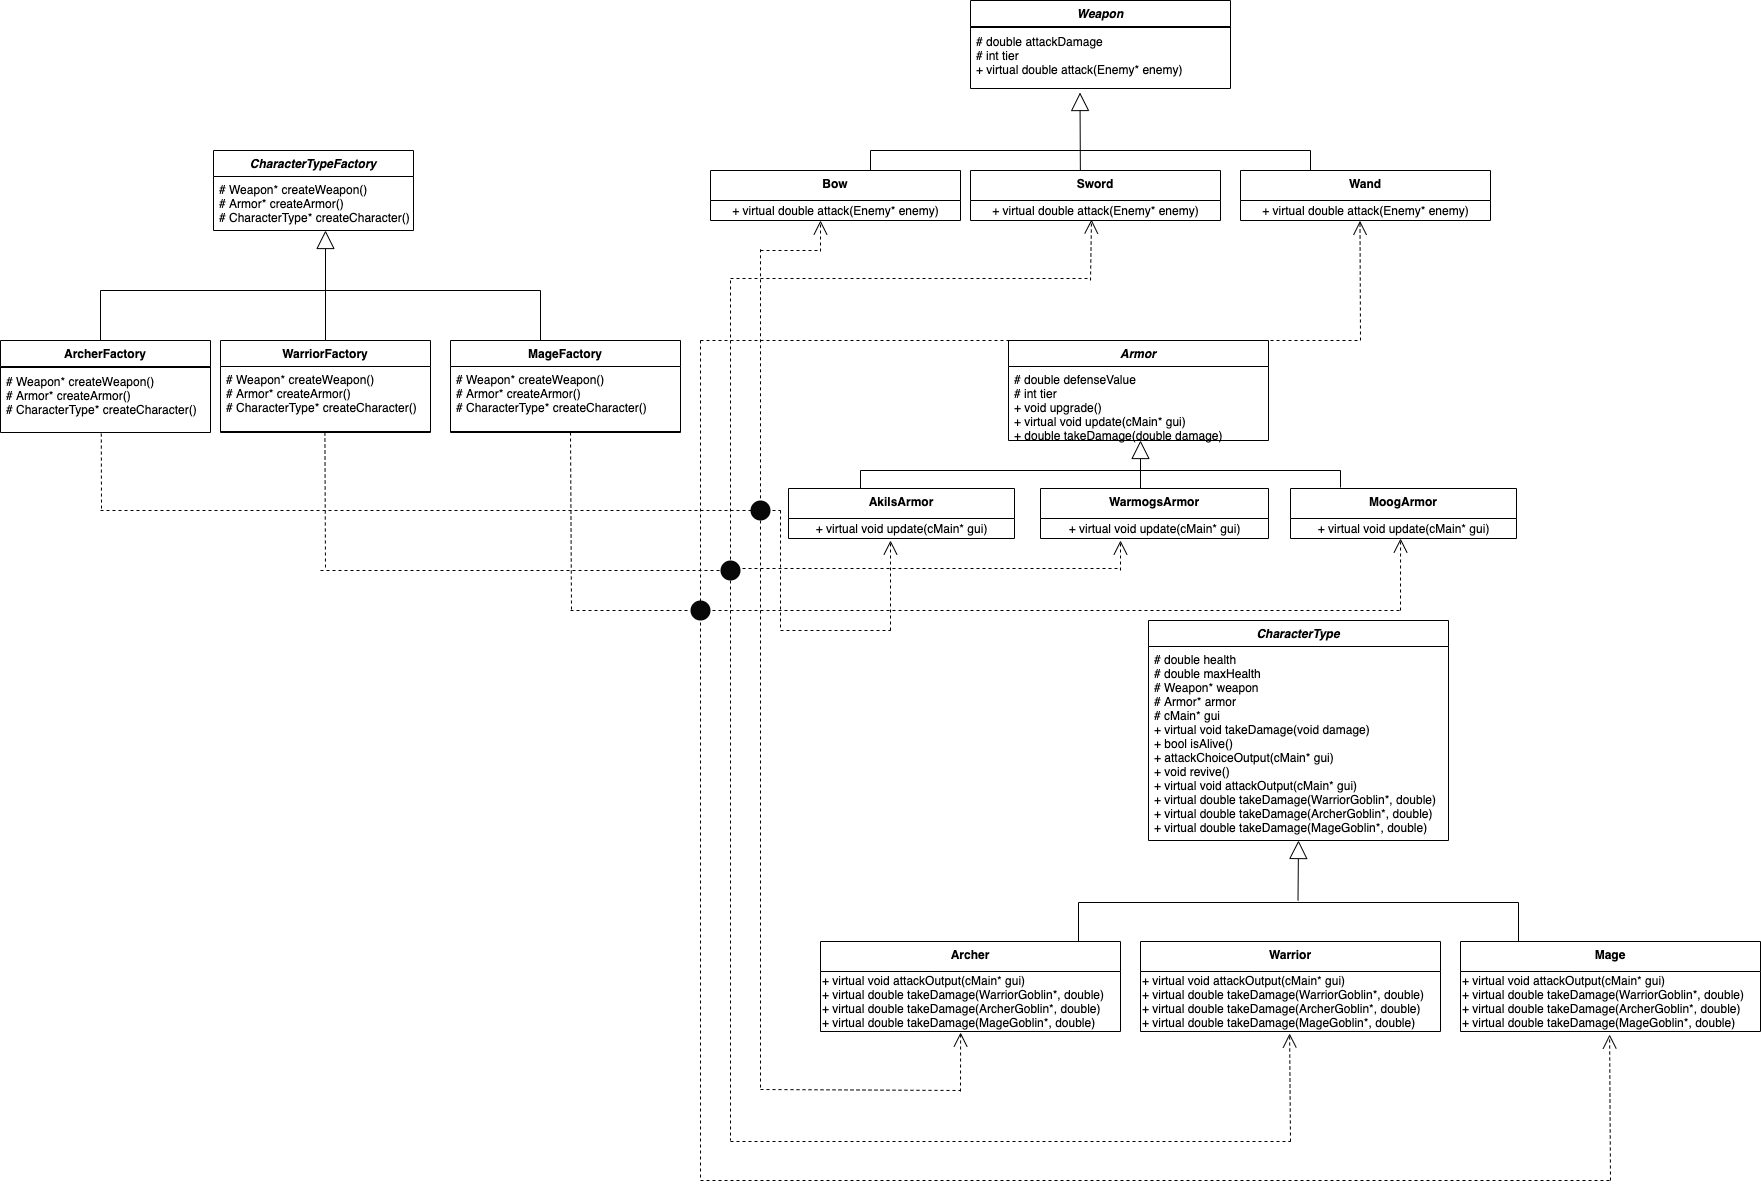 Weapon
# double attackDamage
# int tier
+ virtual double attack(Enemy* enemy)
CharacterTypeFactory
# Weapon* createWeapon()
# Armor* createArmor()
# CharacterType* createCharacter()
Bow
+ virtual double attack(Enemy* enemy)
Sword
+ virtual double attack(Enemy* enemy)
Wand
+ virtual double attack(Enemy* enemy)
ArcherFactory
# Weapon* createWeapon()
# Armor* createArmor()
# CharacterType* createCharacter()
WarriorFactory
# Weapon* createWeapon()
# Armor* createArmor()
# CharacterType* createCharacter()
MageFactory
# Weapon* createWeapon()
# Armor* createArmor()
# CharacterType* createCharacter()
Armor
# double defenseValue
# int tier
+ void upgrade()
+ virtual void update(cMain* gui)
+ double takeDamage(double damage)
AkilsArmor
+ virtual void update(cMain* gui)
WarmogsArmor
+ virtual void update(cMain* gui)
MoogArmor
+ virtual void update(cMain* gui)
CharacterType
# double health
# double maxHealth
# Weapon* weapon
# Armor* armor
# cMain* gui
+ virtual void takeDamage(void damage)
+ bool isAlive()
+ attackChoiceOutput(cMain* gui)
+ void revive()
+ virtual void attackOutput(cMain* gui)
+ virtual double takeDamage(WarriorGoblin*, double)
+ virtual double takeDamage(ArcherGoblin*, double)
+ virtual double takeDamage(MageGoblin*, double)
Archer
+ virtual void attackOutput(cMain* gui)
+ virtual double takeDamage(WarriorGoblin*, double)
+ virtual double takeDamage(ArcherGoblin*, double)
+ virtual double takeDamage(MageGoblin*, double)
Warrior
+ virtual void attackOutput(cMain* gui)
+ virtual double takeDamage(WarriorGoblin*, double)
+ virtual double takeDamage(ArcherGoblin*, double)
+ virtual double takeDamage(MageGoblin*, double)
Mage
+ virtual void attackOutput(cMain* gui)
+ virtual double takeDamage(WarriorGoblin*, double)
+ virtual double takeDamage(ArcherGoblin*, double)
+ virtual double takeDamage(MageGoblin*, double)